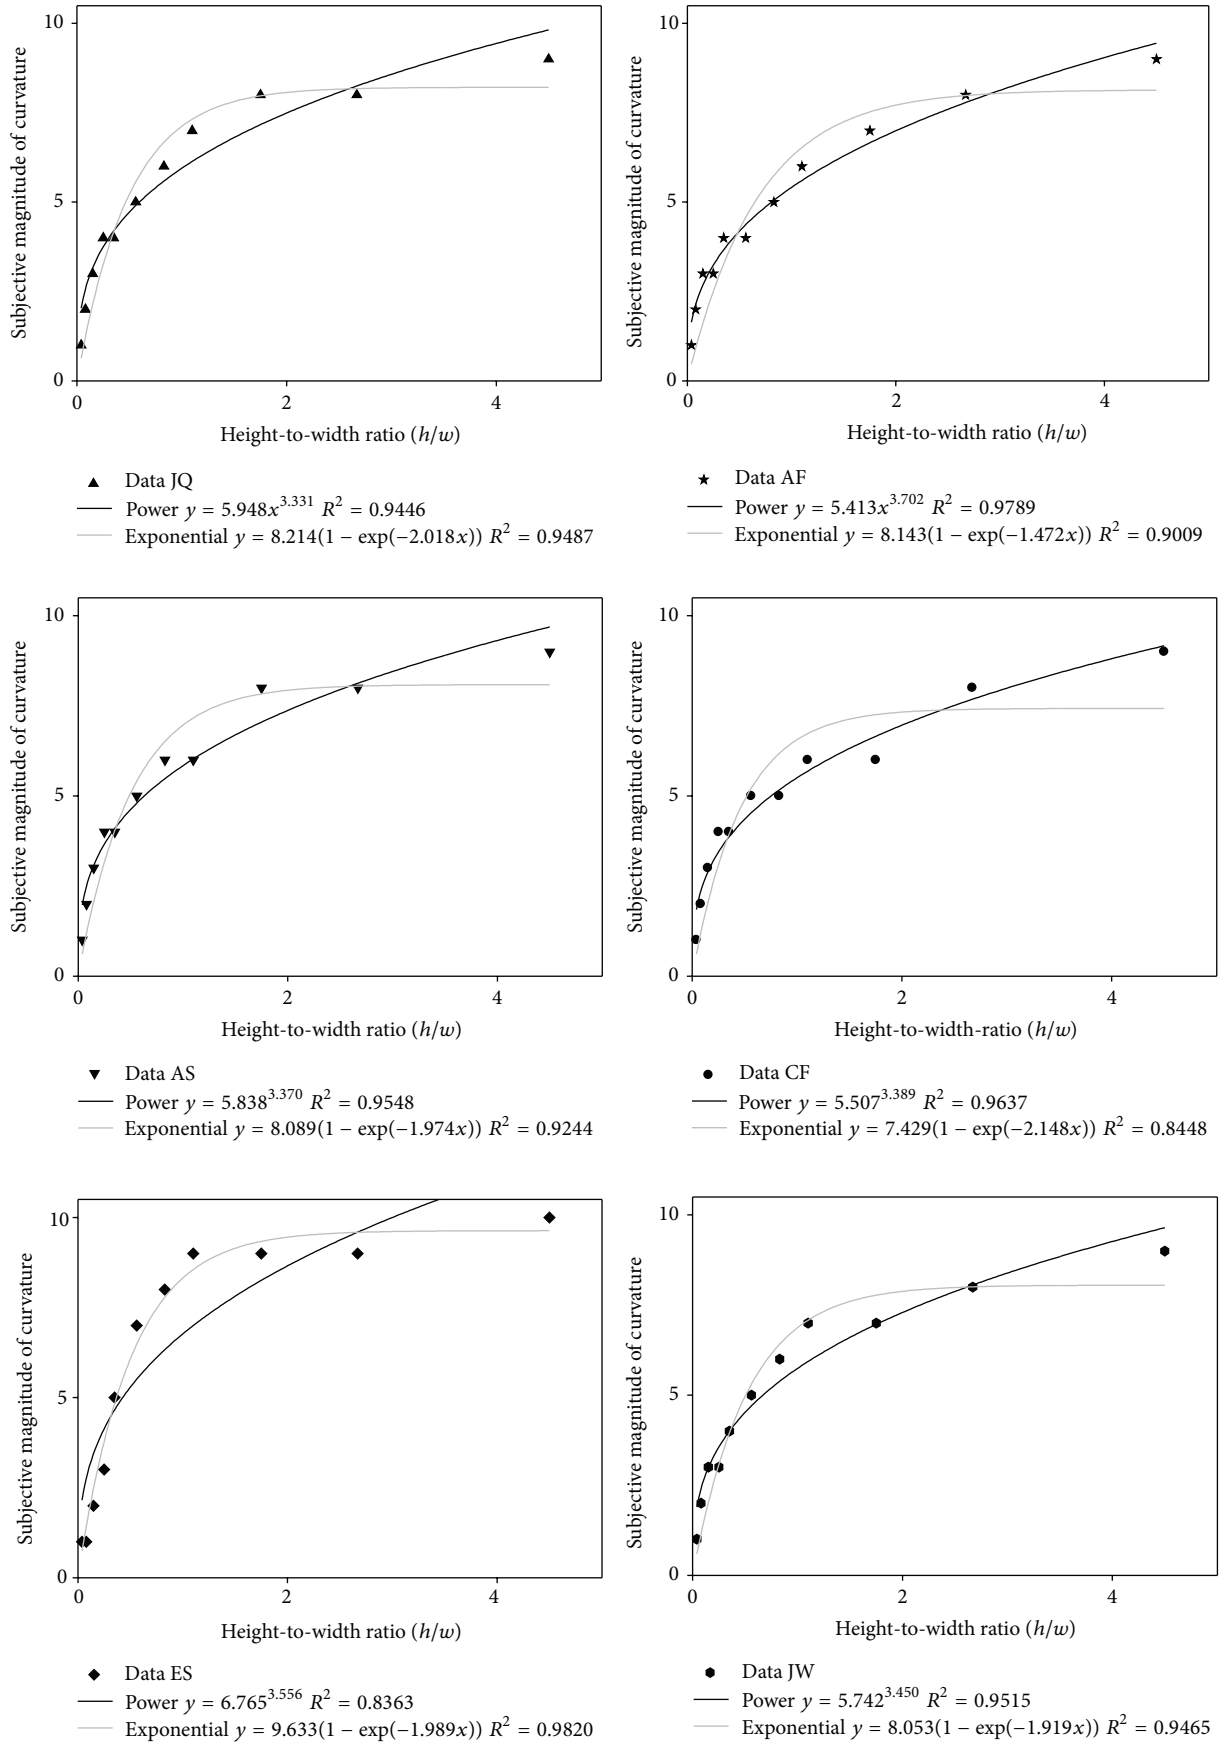 10
5
0
0
2
4
Subjective magnitude of curvature
Height-to-width ratio (h/w)
Data JQ
Power y = 5.948x^3.331 R^2 = 0.9446
Exponential y = 8.214(1 − exp(−2.018x)) R^2 = 0.9487
10
5
0
0
2
4
Subjective magnitude of curvature
Height-to-width ratio (h/w)
Data AF
Power y = 5.413x^3.702 R^2 = 0.9789
Exponential y = 8.143(1 − exp(−1.472x)) R^2 = 0.9009
10
5
0
0
2
4
Subjective magnitude of curvature
Height-to-width ratio (h/w)
Data AS
Power y = 5.838^3.370 R^2 = 0.9548
Exponential y = 8.089(1 − exp(−1.974x)) R^2 = 0.9244
10
5
0
0
2
4
Subjective magnitude of curvature
Height-to-width-ratio (h/w)
Data CF
Power y = 5.507^3.389 R^2 = 0.9637
Exponential y = 7.429(1 − exp(−2.148x)) R^2 = 0.8448
10
5
0
0
2
4
Subjective magnitude of curvature
Height-to-width ratio (h/w)
Data ES
Power y = 6.765^3.556 R^2 = 0.8363
Exponential y = 9.633(1 − exp(−1.989x)) R^2 = 0.9820
10
5
0
0
2
4
Subjective magnitude of curvature
Height-to-width ratio (h/w)
Data JW
Power y = 5.742^3.450 R^2 = 0.9515
Exponential y = 8.053(1 − exp(−1.919x)) R^2 = 0.9465